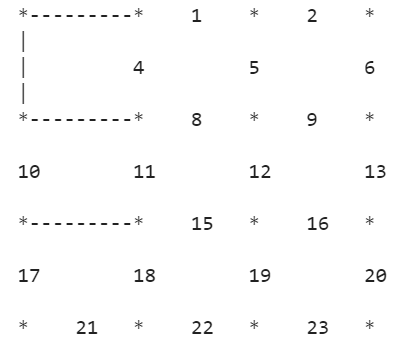 *---------*    1    *    2    *
|
|         4         5         6
|
*---------*    8    *    9    *
10        11        12        13
*---------*    15   *    16   *
17        18        19        20
*    21   *    22   *    23   *